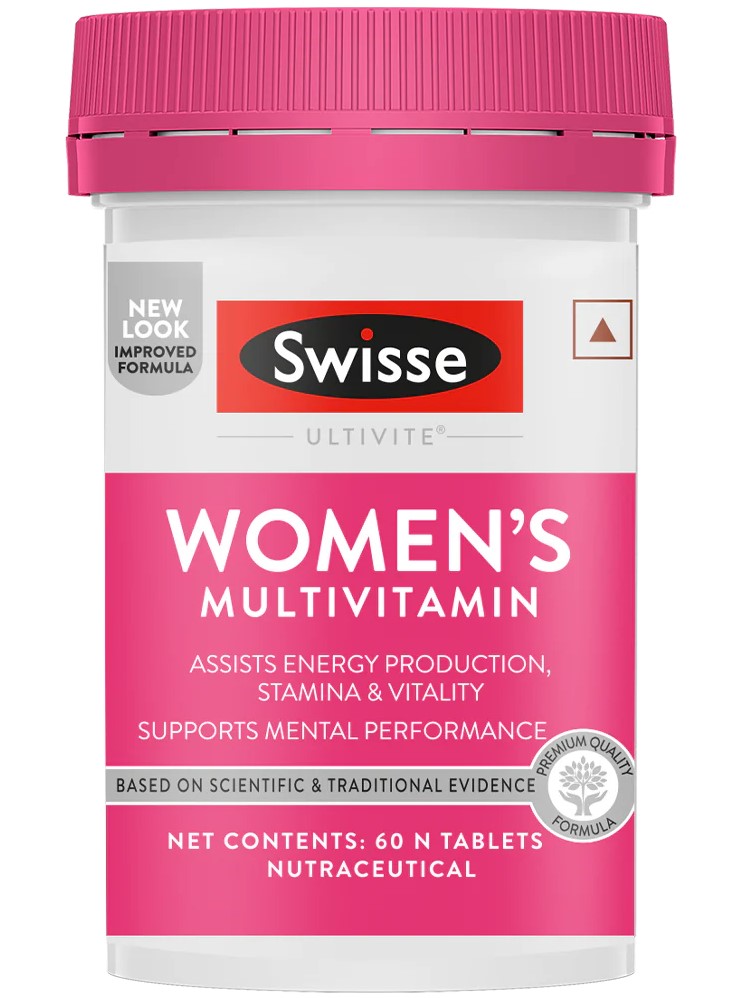 NEW
LOOK
IMPROVED
FORMULA
Swisse
ULTIVITE®
WOMEN'S
MULTIVITAMIN
ASSISTS ENERGY PRODUCTION,
STAMINA & VITALITY
SUPPORTS MENTAL PERFORMANCE
BASED ON SCIENTIFIC & TRADITIONAL EVIDENCE
PREMIUM QUALITY
FORMULA
NET CONTENTS: 60 N TABLETS
NUTRACEUTICAL